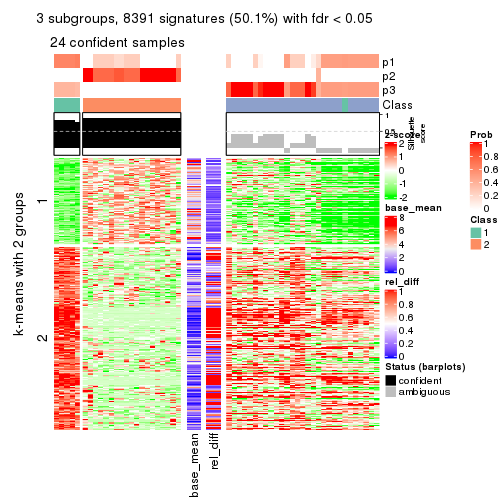 3 subgroups, 8391 signatures (50.1%) with fdr < 0.05
24 confident samples
p1
p2
p3
Class
1
0.5
Silhouette
score
z-score
2
1
0
-1
-2
Prob
1
0.8
0.6
0.4
0.2
0
base_mean
8
6
4
2
0
Class
1
2
rel_diff
1
0.8
0.6
0.4
0.2
0
Status (barplots)
confident
ambiguous
k-means with 2 groups
1
2
base_mean
rel_diff